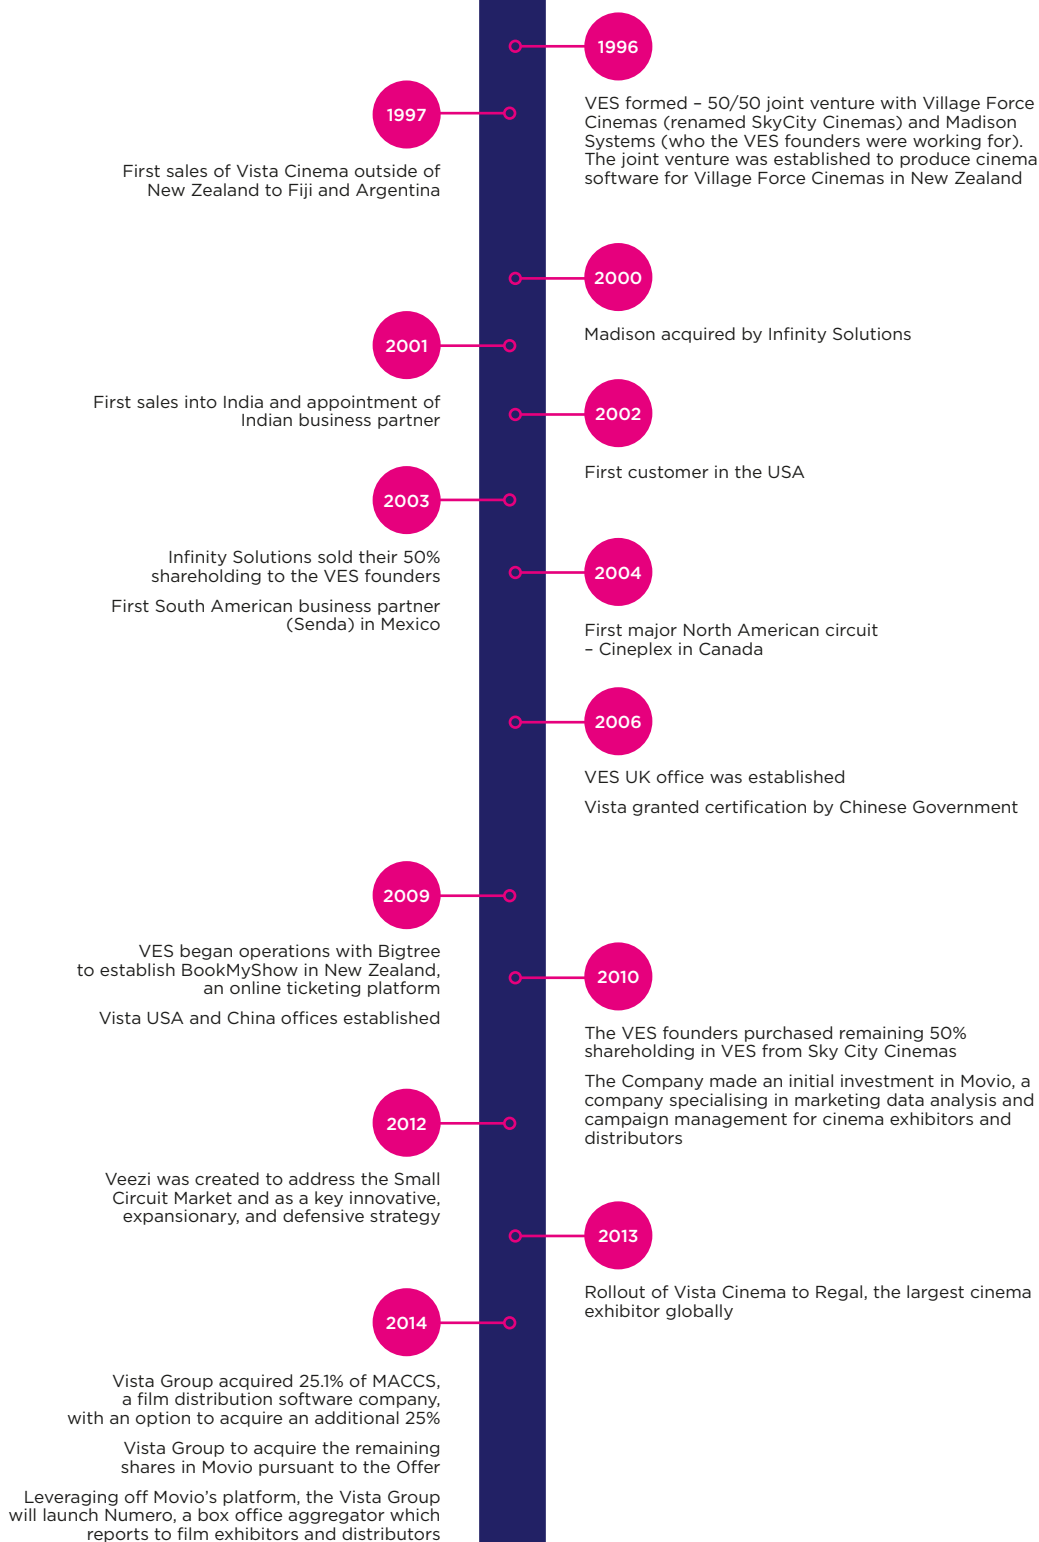 1996
VES formed – 50/50 joint venture with Village Force
Cinemas (renamed SkyCity Cinemas) and Madison
Systems (who the VES founders were working for).
The joint venture was established to produce cinema
software for Village Force Cinemas in New Zealand
1997
First sales of Vista Cinema outside of
New Zealand to Fiji and Argentina
2000
Madison acquired by Infinity Solutions
2001
First sales into India and appointment of
Indian business partner
2002
First customer in the USA
2003
Infinity Solutions sold their 50%
shareholding to the VES founders
First South American business partner
(Senda) in Mexico
2004
First major North American circuit
– Cineplex in Canada
2006
VES UK office was established
Vista granted certification by Chinese Government
2009
VES began operations with Bigtree
to establish BookMyShow in New Zealand,
an online ticketing platform
Vista USA and China offices established
2010
The VES founders purchased remaining 50%
shareholding in VES from Sky City Cinemas
The Company made an initial investment in Movio, a
company specialising in marketing data analysis and
campaign management for cinema exhibitors and
distributors
2012
Veezi was created to address the Small
Circuit Market and as a key innovative,
expansionary, and defensive strategy
2013
Rollout of Vista Cinema to Regal, the largest cinema
exhibitor globally
2014
Vista Group acquired 25.1% of MACCS,
a film distribution software company,
with an option to acquire an additional 25%
Vista Group to acquire the remaining
shares in Movio pursuant to the Offer
Leveraging off Movio's platform, the Vista Group
will launch Numero, a box office aggregator which
reports to film exhibitors and distributors